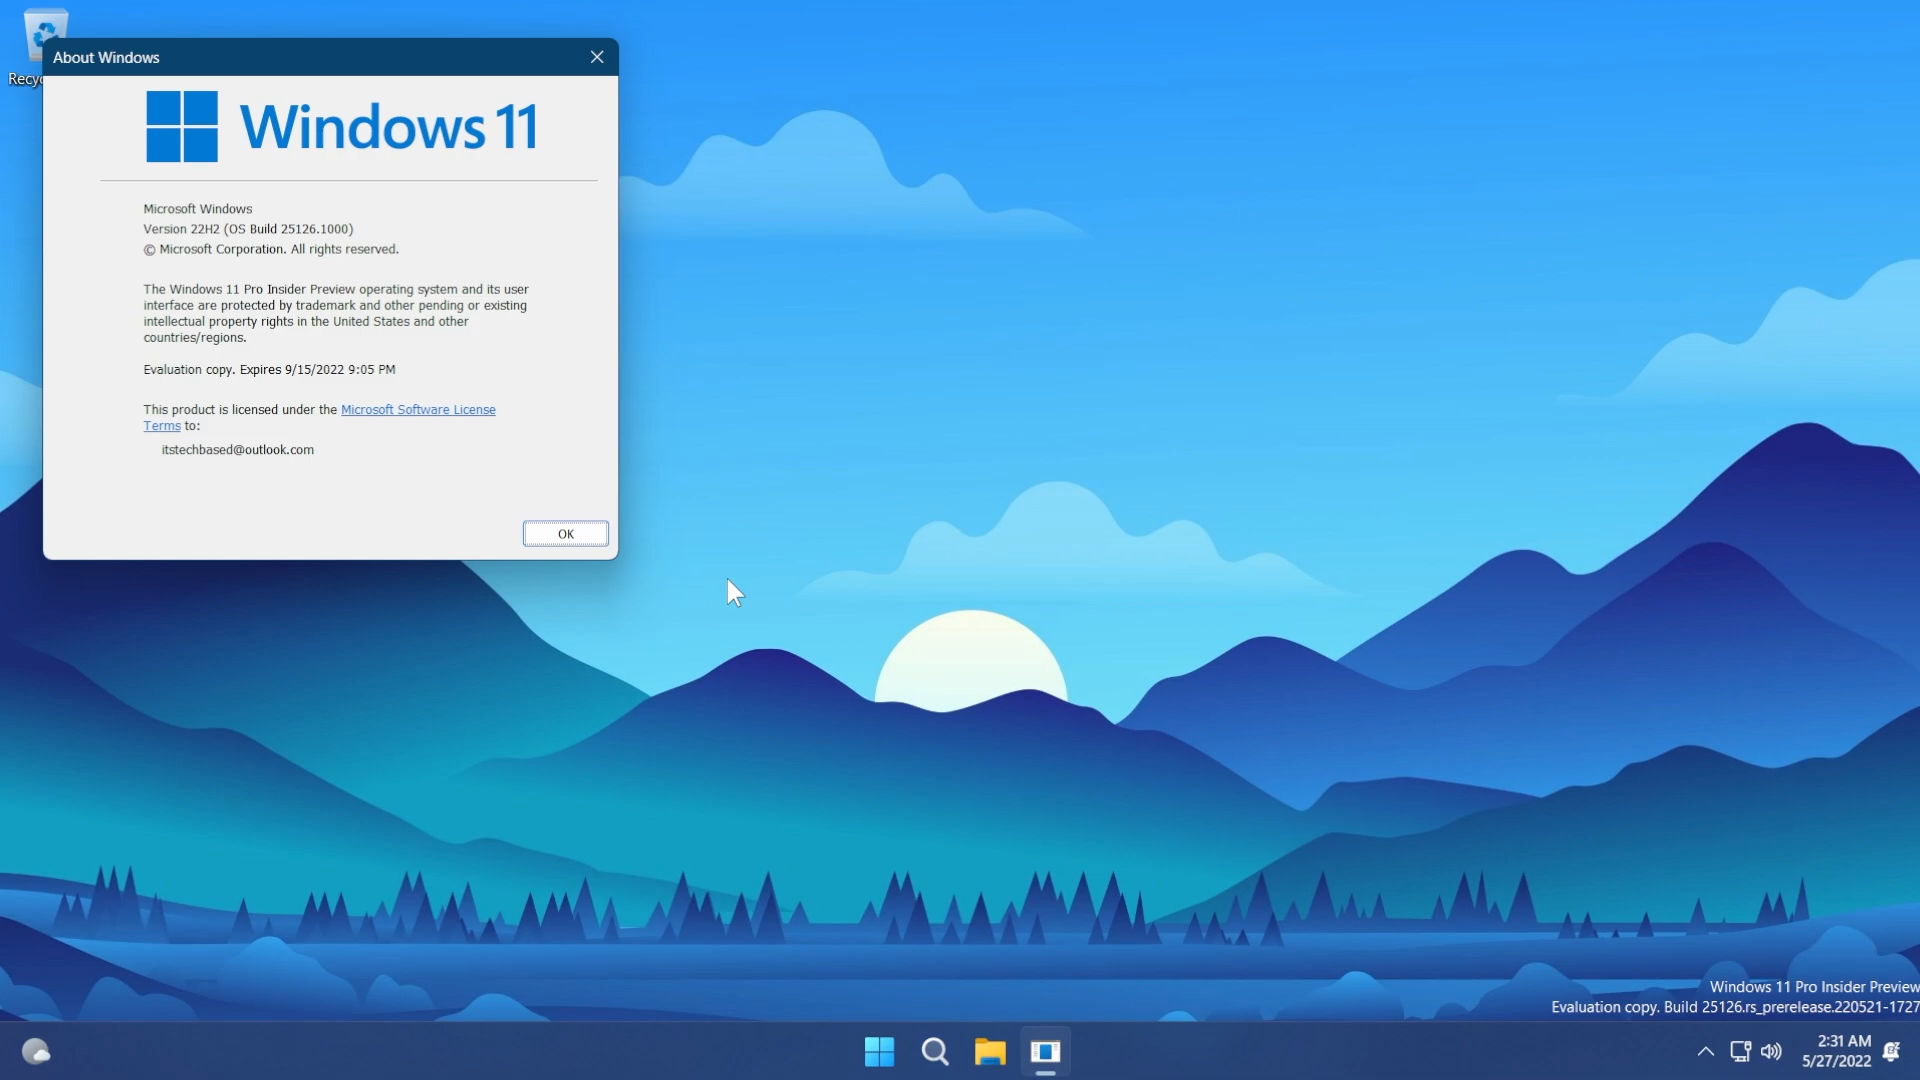 Recyc
About Windows
Windows 11
Microsoft Windows
Version 22H2 (OS Build 25126.1000)
© Microsoft Corporation. All rights reserved.
The Windows 11 Pro Insider Preview operating system and its user
interface are protected by trademark and other pending or existing
intellectual property rights in the United States and other
countries/regions.
Evaluation copy. Expires 9/15/2022 9:05 PM
This product is licensed under the Microsoft Software License
Terms to:
itstechbased@outlook.com
OK
Windows 11 Pro Insider Preview
Evaluation copy. Build 25126.rs_prerelease.220521-1727
2:31 AM
5/27/2022